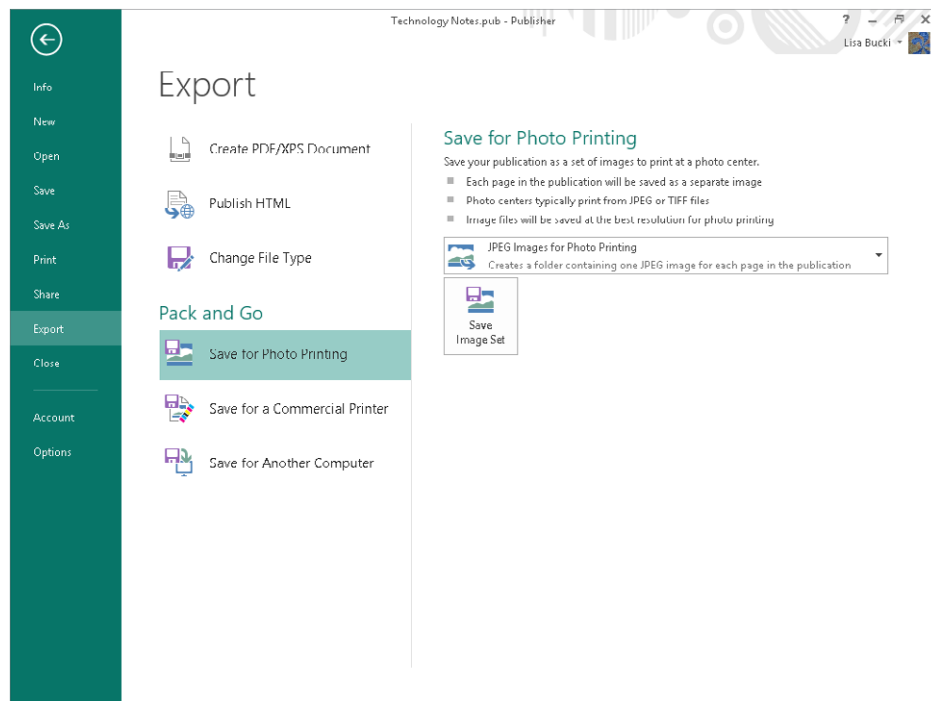 Technology Notes.pub - Publisher
?
Lisa Bucki
Info
New
Open
Save
Save As
Print
Share
Export
Close
Account
Options
Export
Create PDF/XPS Document
Publish HTML
Change File Type
Pack and Go
Save for Photo Printing
Save for a Commercial Printer
Save for Another Computer
Save for Photo Printing
Save your publication as a set of images to print at a photo center.
Each page in the publication will be saved as a separate image
Photo centers typically print from JPEG or TIFF files
Image files will be saved at the best resolution for photo printing
JPEG Images for Photo Printing
Creates a folder containing one JPEG image for each page in the publication
Save
Image Set